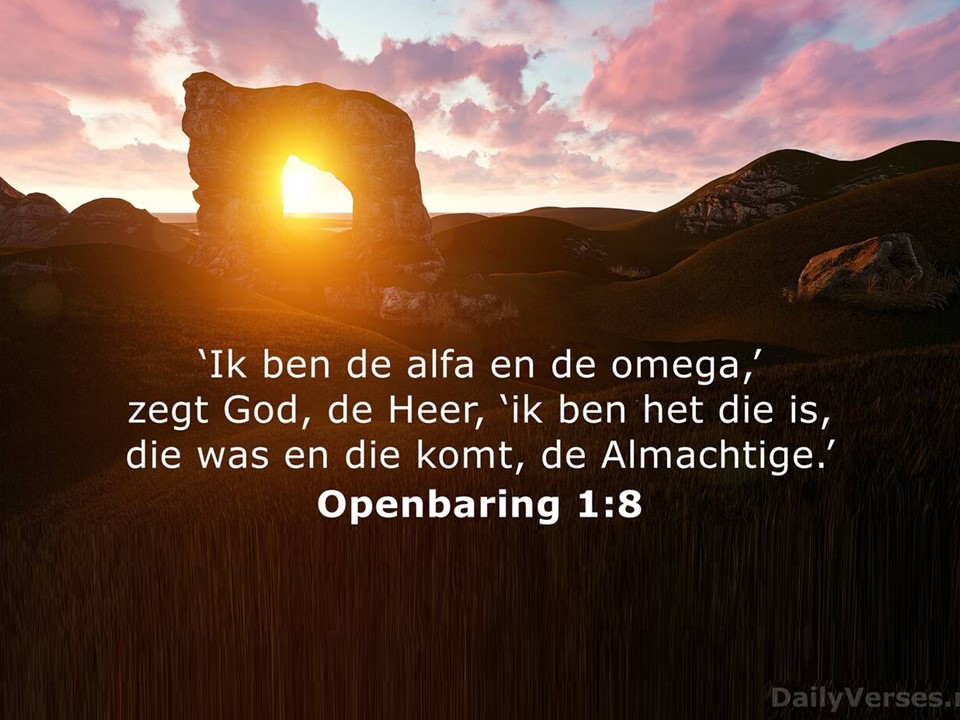 ‘Ik ben de alfa en de omega,’
zegt God, de Heer, ‘ik ben het die is,
die was en die komt, de Almachtige.’
Openbaring 1:8
DailyVerses.n